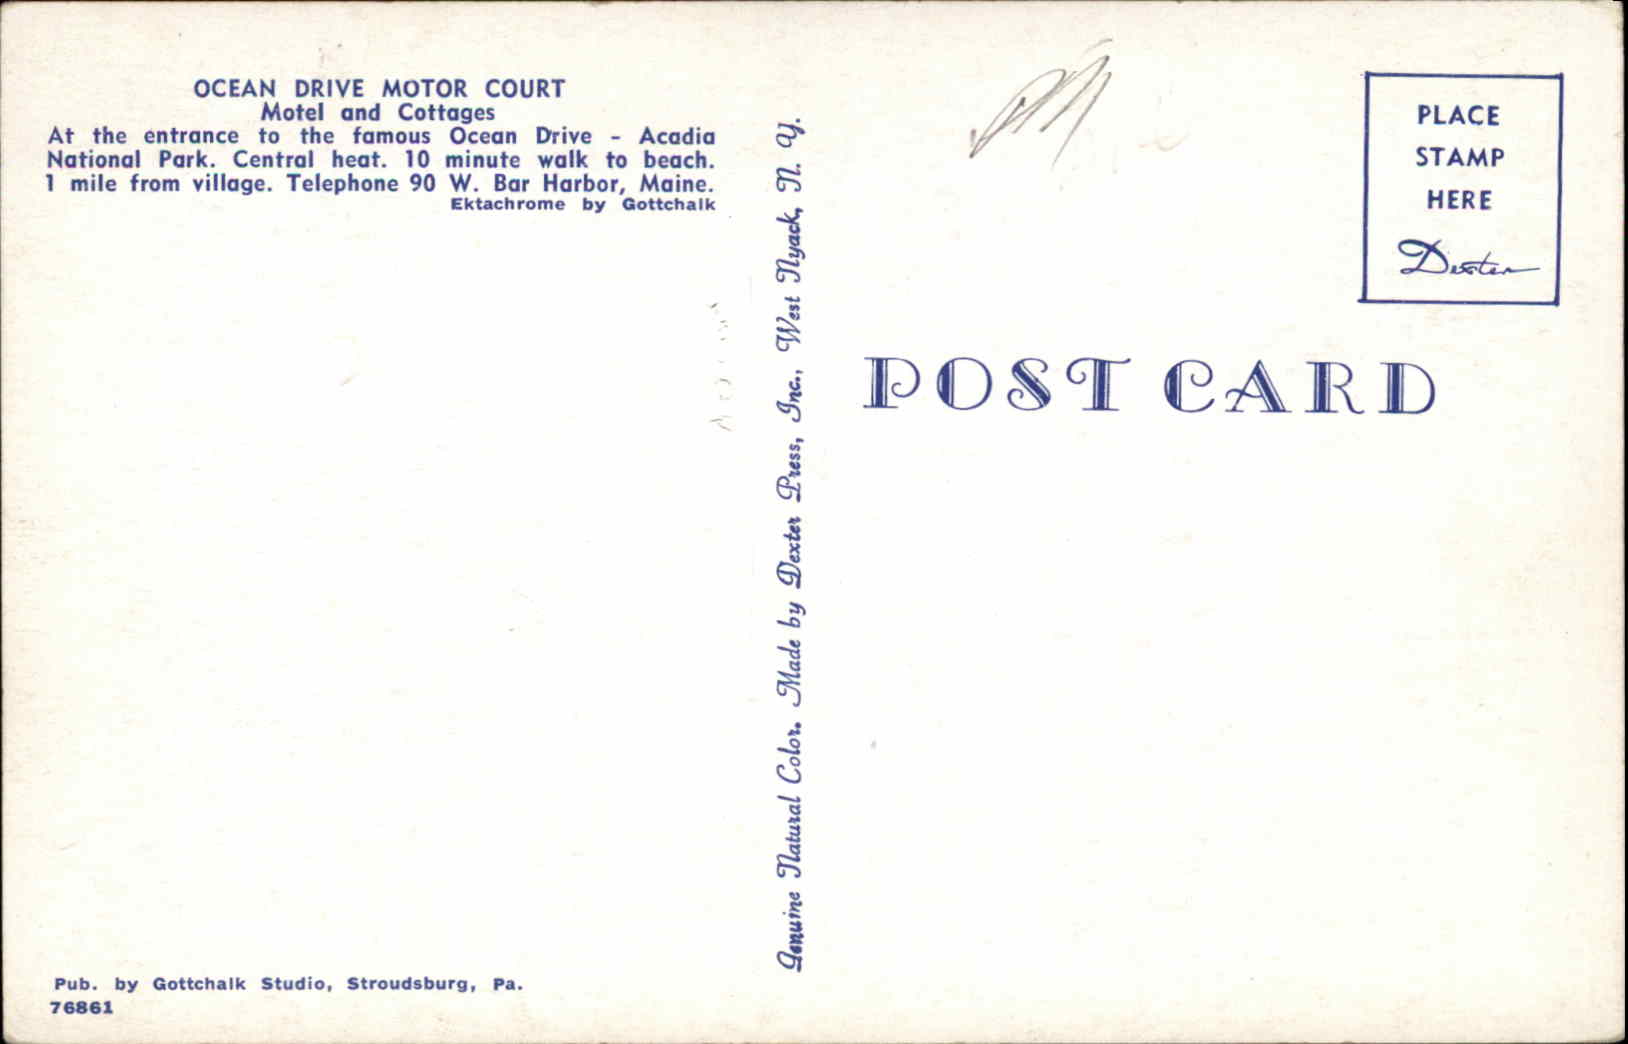 OCEAN DRIVE MOTOR COURT
Motel and Cottages
At the entrance to the famous Ocean Drive - Acadia
National Park. Central heat. 10 minute walk to beach.
1 mile from village. Telephone 90 W. Bar Harbor, Maine.
Ektachrome by Gottchalk
Pub. by Gottchalk Studio, Stroudsburg, Pa.
76861
Genuine Natural Color. Made by Dexter Press, Inc., West Nyack, N. Y.
PLACE
STAMP
HERE
Dexter
POST CARD